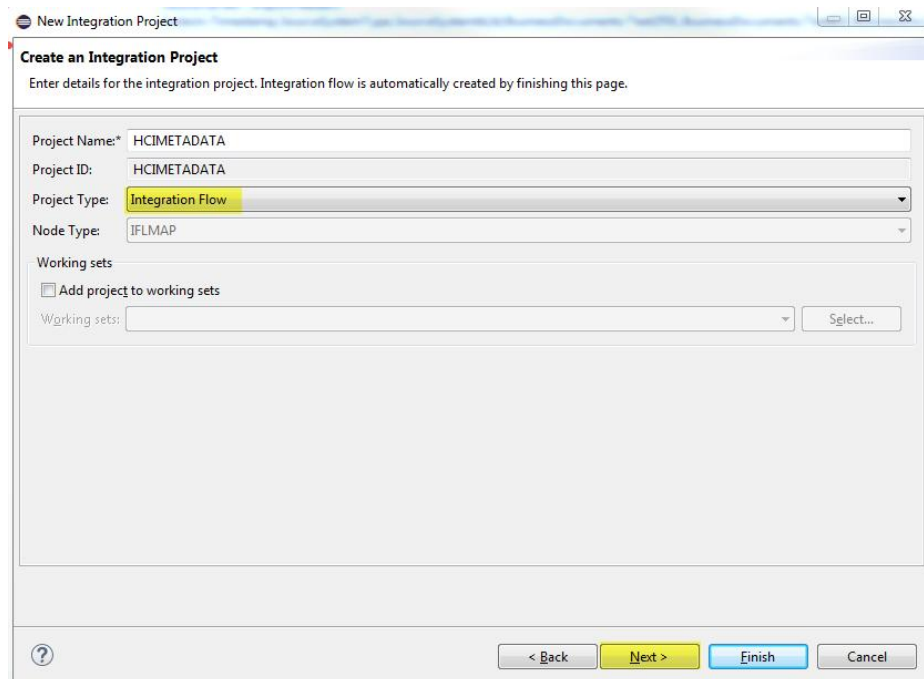 New Integration Project
Create an Integration Project
Enter details for the integration project. Integration flow is automatically created by finishing this page.
Project Name:* HCIMETADATA
Project ID: HCIMETADATA
Project Type: Integration Flow
Node Type: IFLMAP
Working sets
Add project to working sets
Working sets: Select...
? < Back Next > Finish Cancel